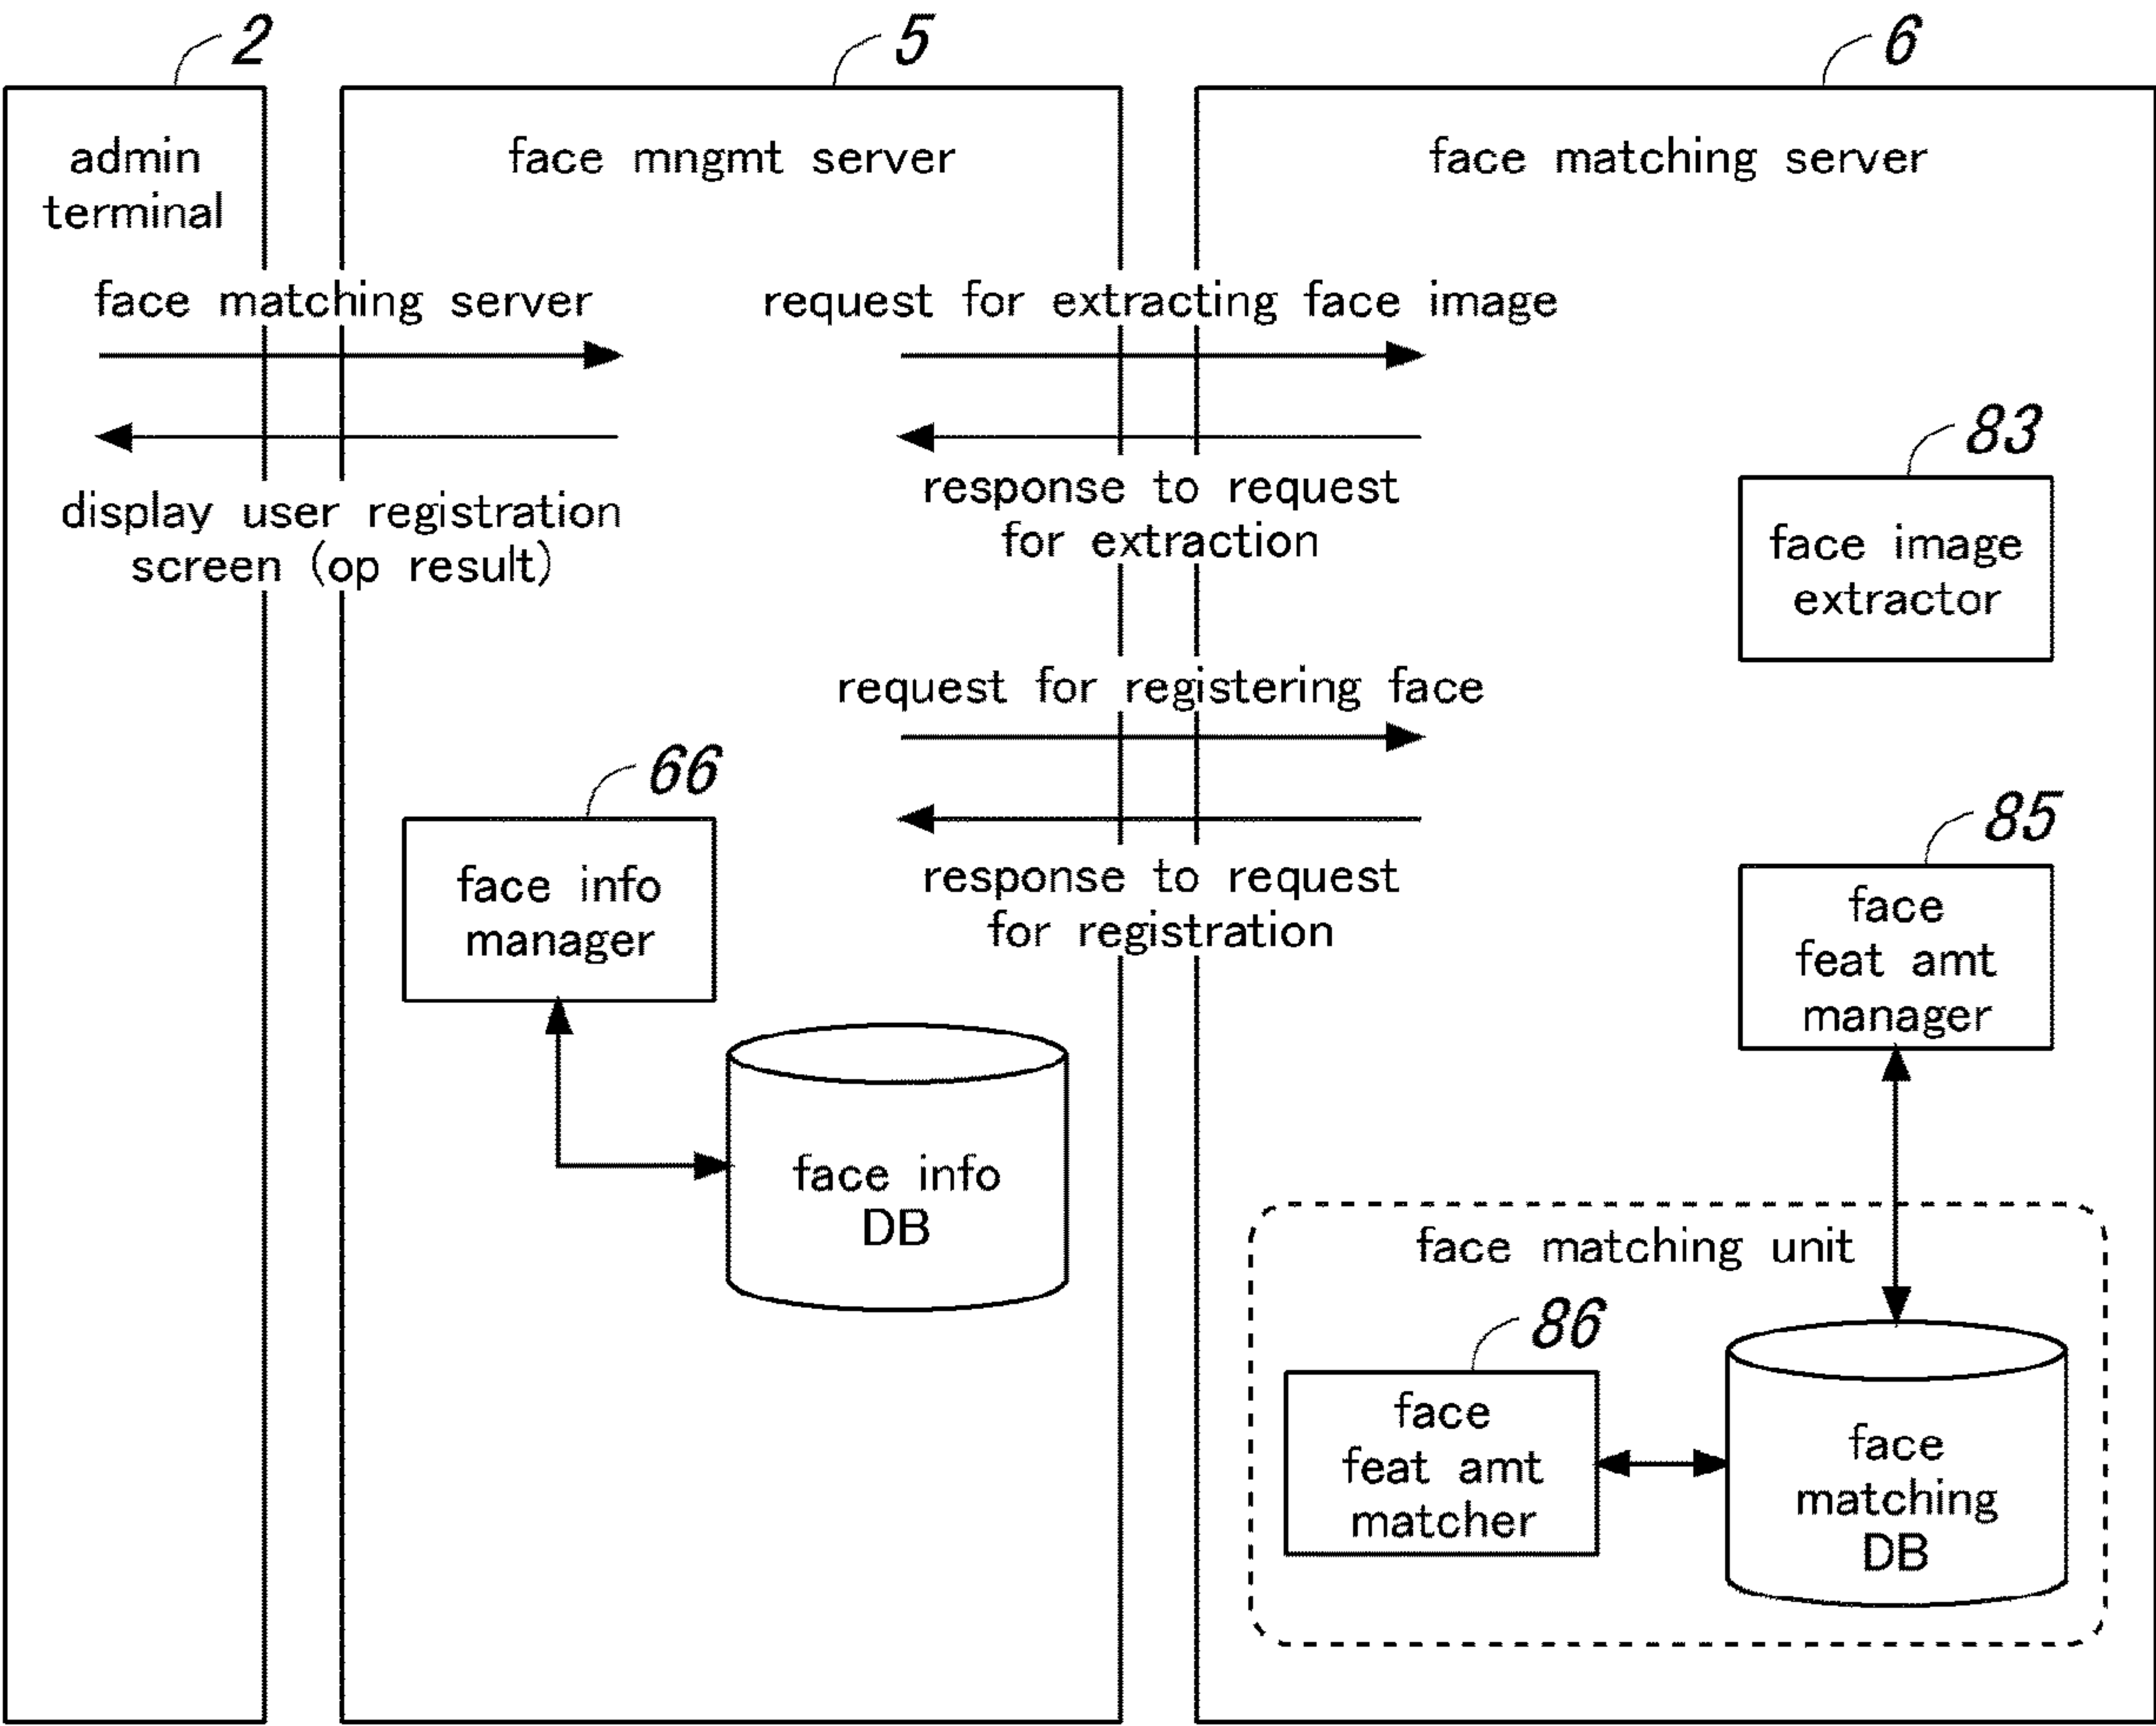 2
5
6
admin
terminal
face mngmt server
face matching server
face matching server
request for extracting face image
display user registration
screen (op result)
response to request
for extraction
83
face image
extractor
request for registering face
66
face info
manager
response to request
for registration
85
face
feat amt
manager
face info
DB
face matching unit
86
face
feat amt
matcher
face
matching
DB